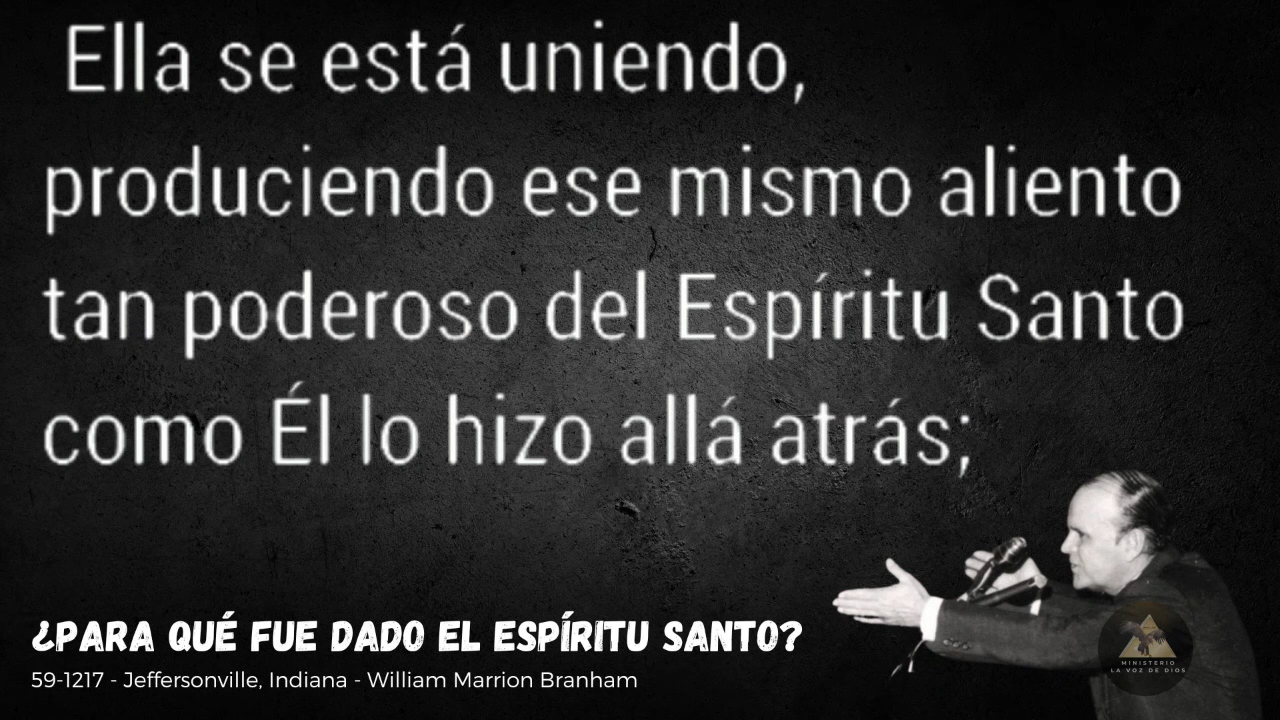 Ella se está uniendo,
produciendo ese mismo aliento
tan poderoso del Espíritu Santo
como Él lo hizo allá atrás;
¿PARA QUÉ FUE DADO EL ESPÍRITU SANTO?
59-1217 - Jeffersonville, Indiana - William Marrion Branham
MINISTERIO
LA VOZ DE DIOS